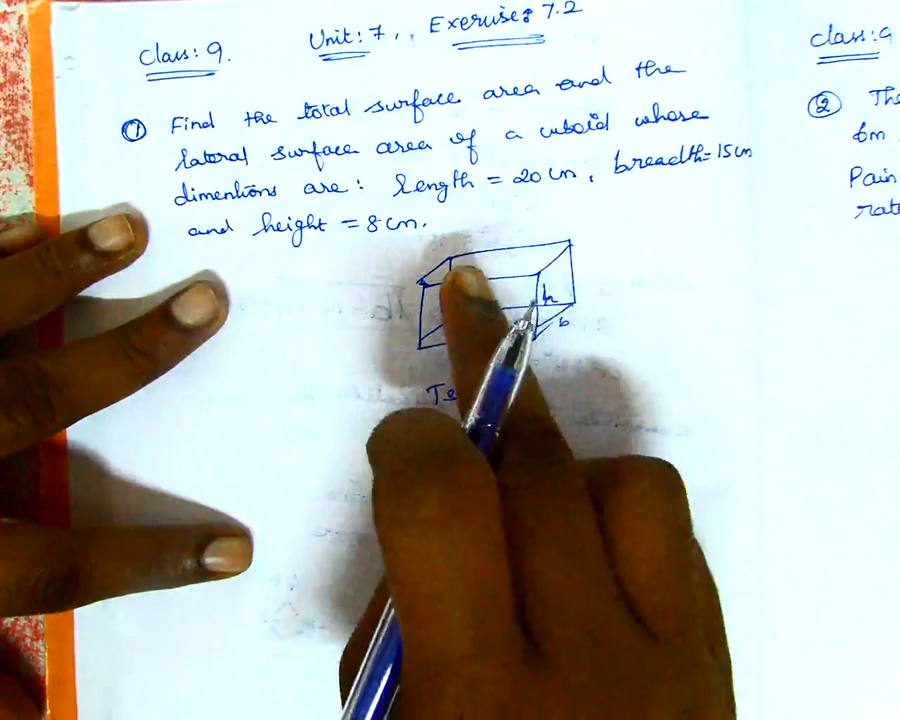 Class: 9. Unit: 7, Exercise: 7.2
① Find the total surface area and the
lateral surface area of a cuboid whose
dimentions are: length = 20 cm, breadth = 15 cm
and height = 8 cm.
h
b
Class: 9
② The
6m
Pain
rate